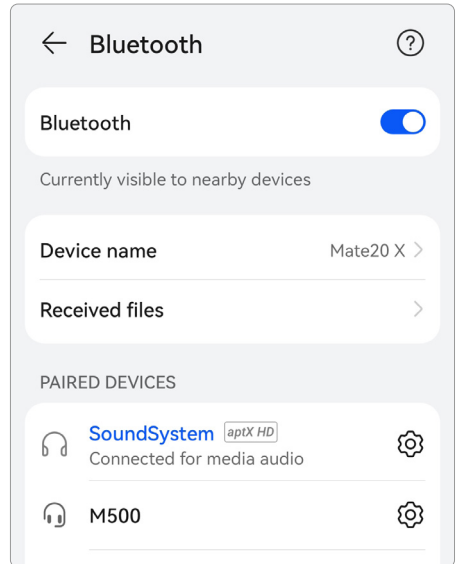 Bluetooth
Bluetooth
Currently visible to nearby devices
Device name Mate20 X
Received files
PAIRED DEVICES
SoundSystem aptX HD
Connected for media audio
M500